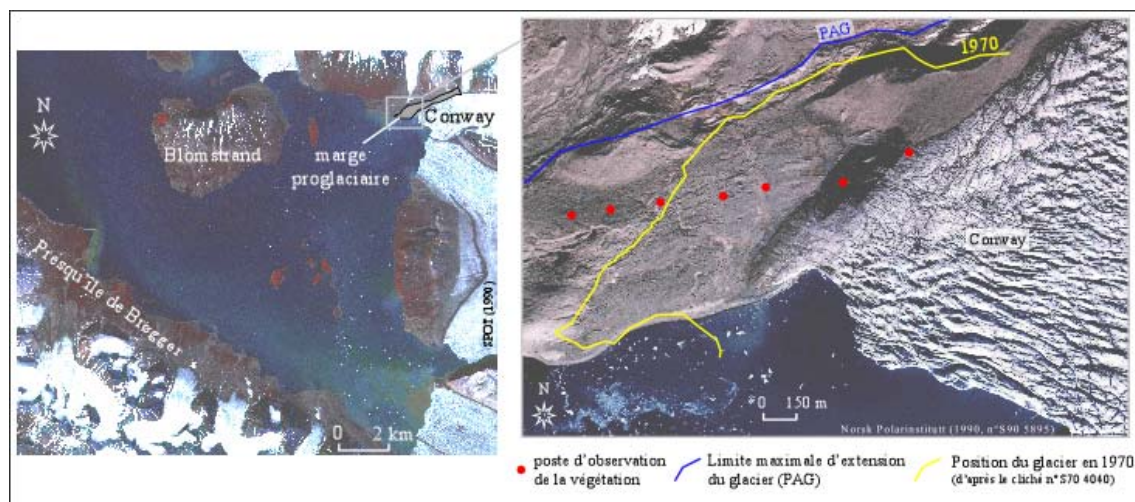 N
Blomstrand
Conway
marge
proglaciaire
Presqu'île de Brøgger
SPOT (1990)
0 2 km
PAG
1970
Conway
N
0 150 m
Norsk Polarinstitutt (1990, n°S90 5895)
poste d'observation
de la végétation
Limite maximale d'extension
du glacier (PAG)
Position du glacier en 1970
(d'après le cliché n°S70 4040)